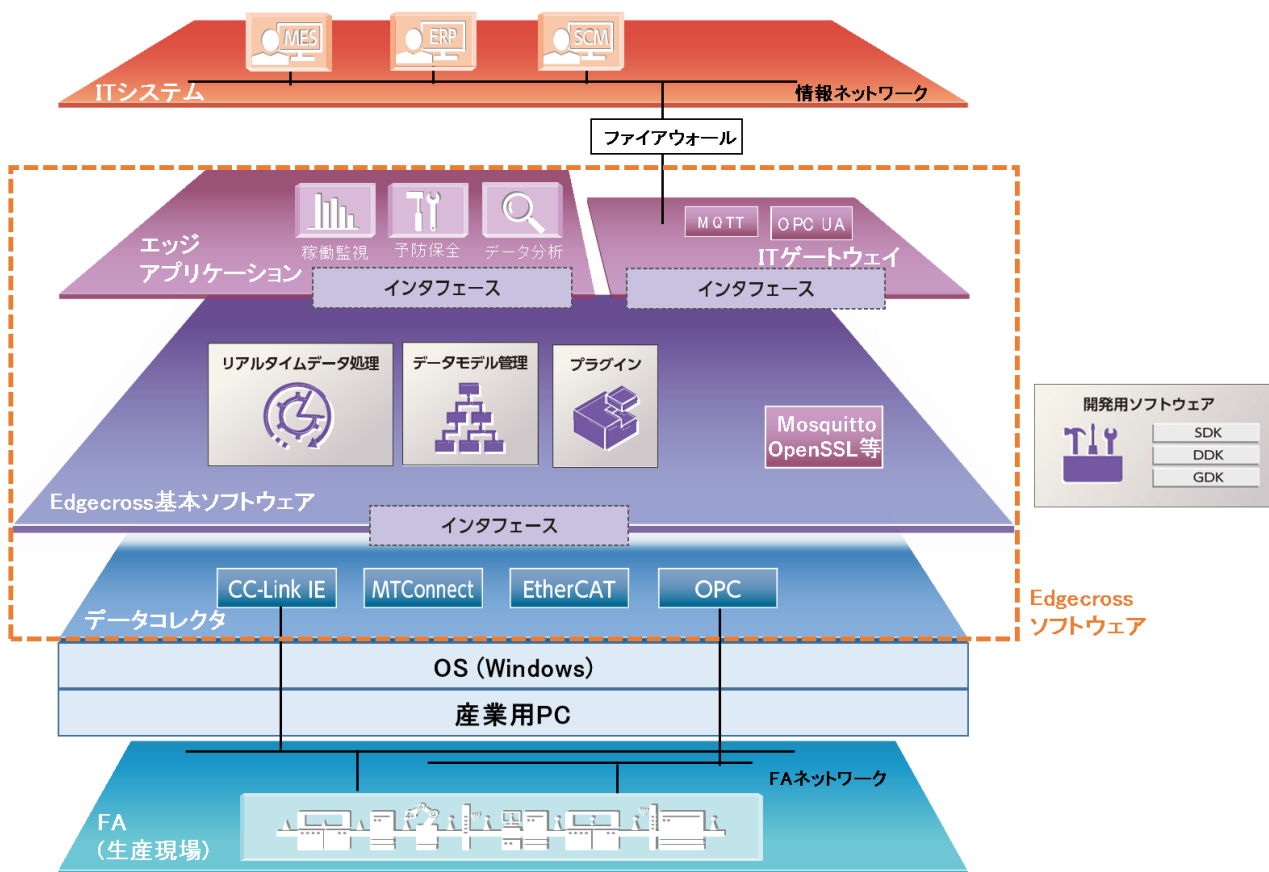 MES
ERP
SCM
ITシステム
情報ネットワーク
ファイアウォール
エッジ
アプリケーション
稼働監視
予防保全
データ分析
MQTT
OPC UA
ITゲートウェイ
インタフェース
インタフェース
リアルタイムデータ処理
データモデル管理
プラグイン
Mosquitto
OpenSSL等
Edgecross基本ソフトウェア
インタフェース
開発用ソフトウェア
SDK
DDK
GDK
CC-Link IE
MTConnect
EtherCAT
OPC
データコレクタ
Edgecross
ソフトウェア
OS (Windows)
産業用PC
FAネットワーク
FA
(生産現場)